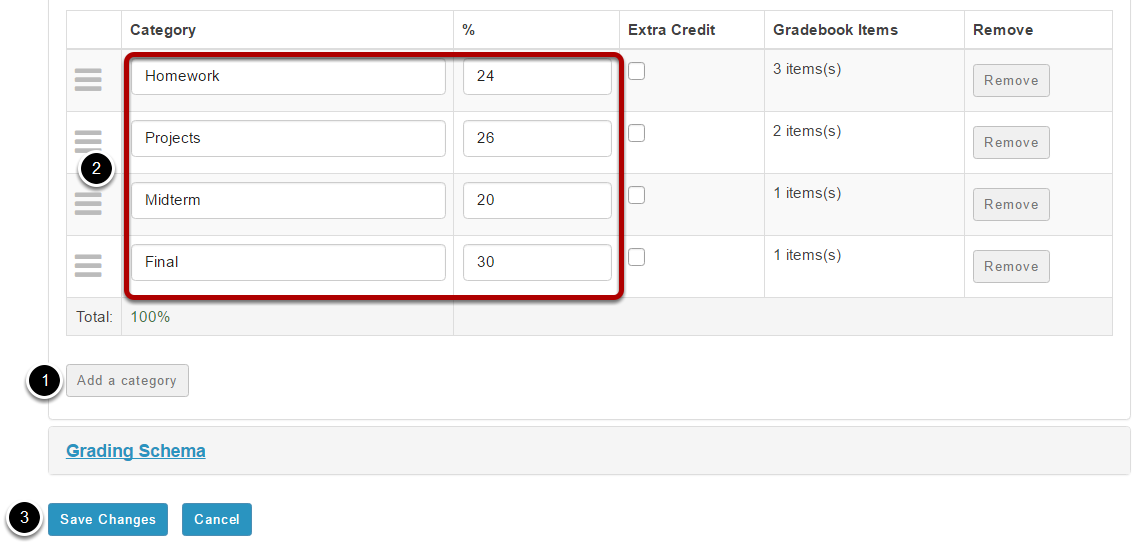 Category % Extra Credit Gradebook Items Remove
Homework 24 3 items(s) Remove
Projects 26 2 items(s) Remove
2
Midterm 20 1 items(s) Remove
Final 30 1 items(s) Remove
Total: 100%
1 Add a category
Grading Schema
3 Save Changes Cancel